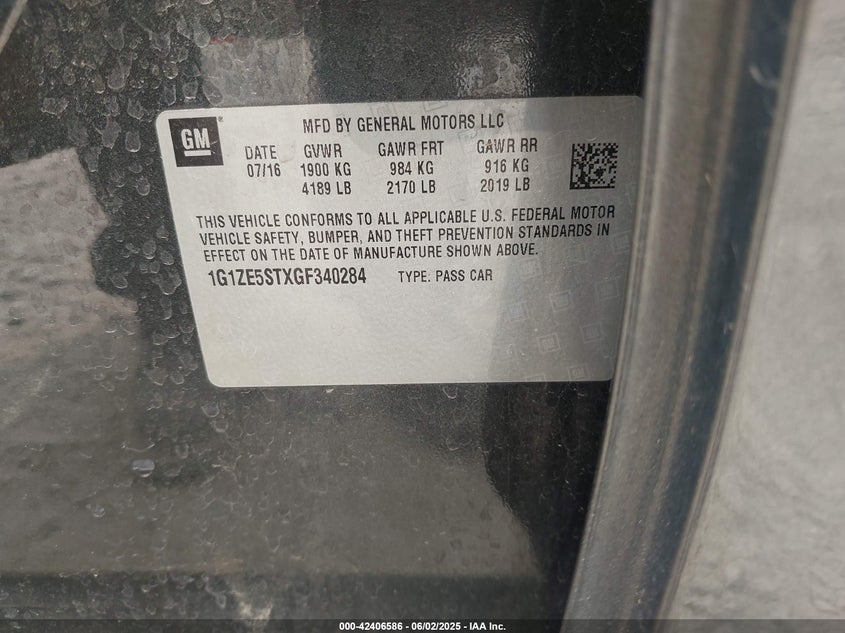 GM
MFD BY GENERAL MOTORS LLC
DATE GVWR GAWR FRT GAWR RR
07/16 1900 KG 984 KG 916 KG
4189 LB 2170 LB 2019 LB
THIS VEHICLE CONFORMS TO ALL APPLICABLE U.S. FEDERAL MOTOR
VEHICLE SAFETY, BUMPER, AND THEFT PREVENTION STANDARDS IN
EFFECT ON THE DATE OF MANUFACTURE SHOWN ABOVE.
1G1ZE5STXGF340284 TYPE: PASS CAR
000-42406586 - 06/02/2025 - IAA Inc.